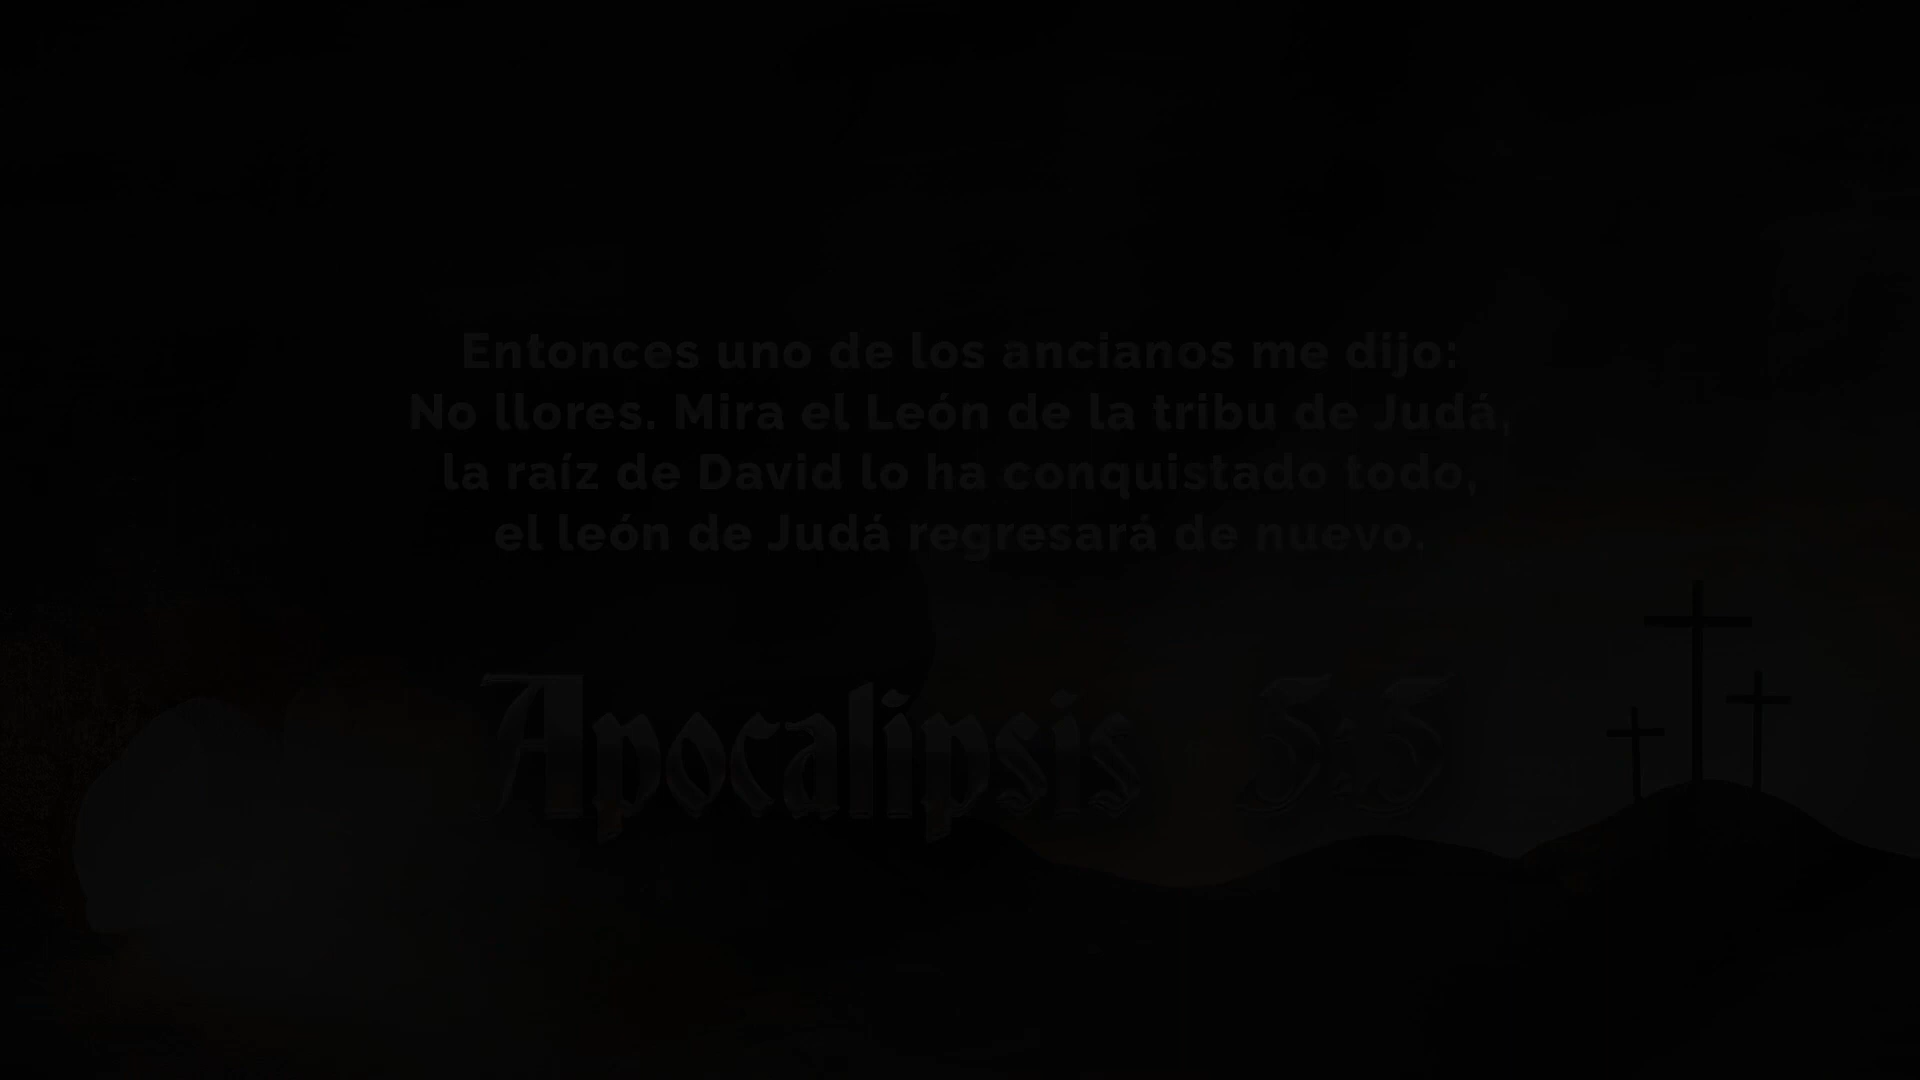 Entonces uno de los ancianos me dijo:
No llores. Mira el León de la tribu de Judá,
la raíz de David lo ha conquistado todo,
el león de Judá regresará de nuevo.
Apocalipsis 5:5